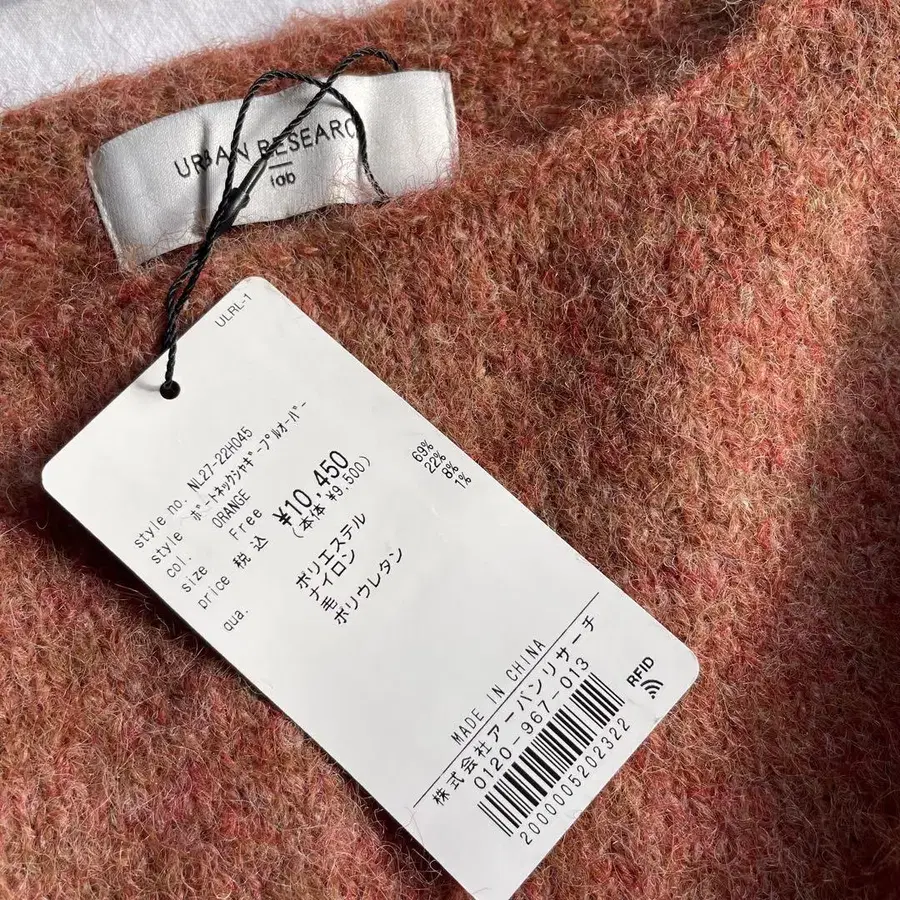 URBAN RESEARC
lab
ULRL-1
style no. NL27-22H045
style ボートネックシャギープルオーバー
col. ORANGE
size Free
price 税込 ¥10,450
(本体 ¥9,500)
qua. ポリエステル 69%
ナイロン 22%
毛 8%
ポリウレタン 1%
MADE IN CHINA
株式会社アーバンリサーチ
0120-967-013
RFID
2000005202322